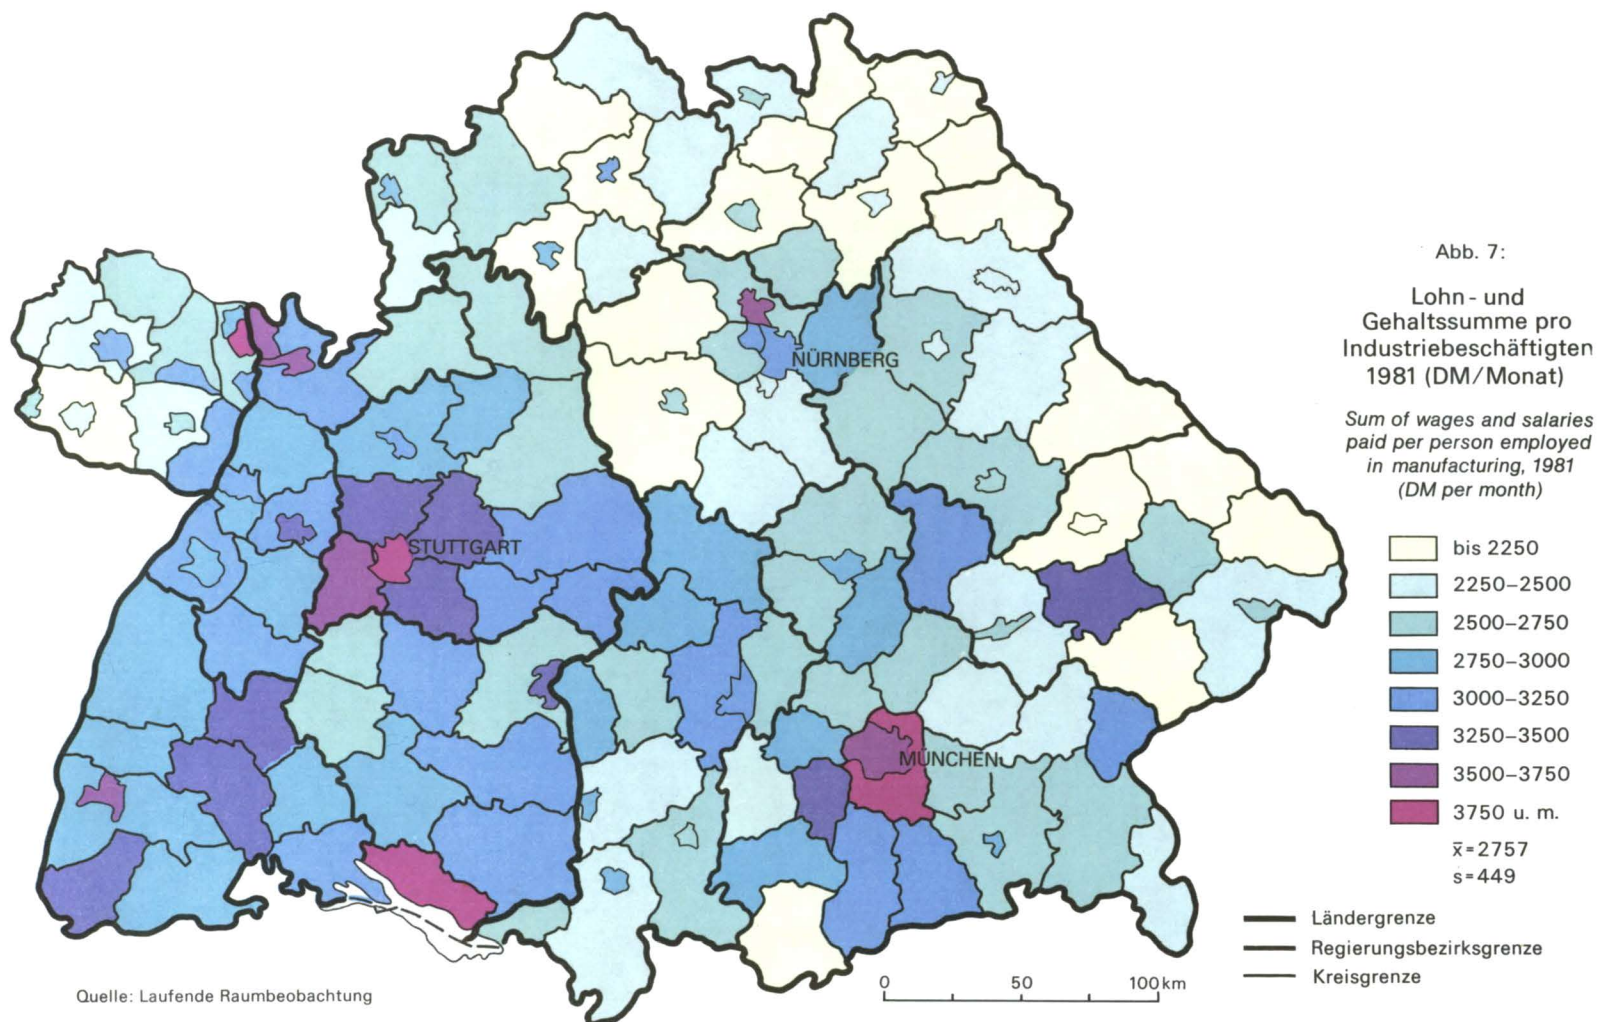 Abb. 7:
Lohn- und
Gehaltssumme pro
Industriebeschäftigten
1981 (DM/Monat)
Sum of wages and salaries
paid per person employed
in manufacturing, 1981
(DM per month)
bis 2250
2250–2500
2500–2750
2750–3000
3000–3250
3250–3500
3500–3750
3750 u. m.
x̄=2757
s=449
Ländergrenze
Regierungsbezirksgrenze
Kreisgrenze
NÜRNBERG
STUTTGART
MÜNCHEN
0 50 100 km
Quelle: Laufende Raumbeobachtung